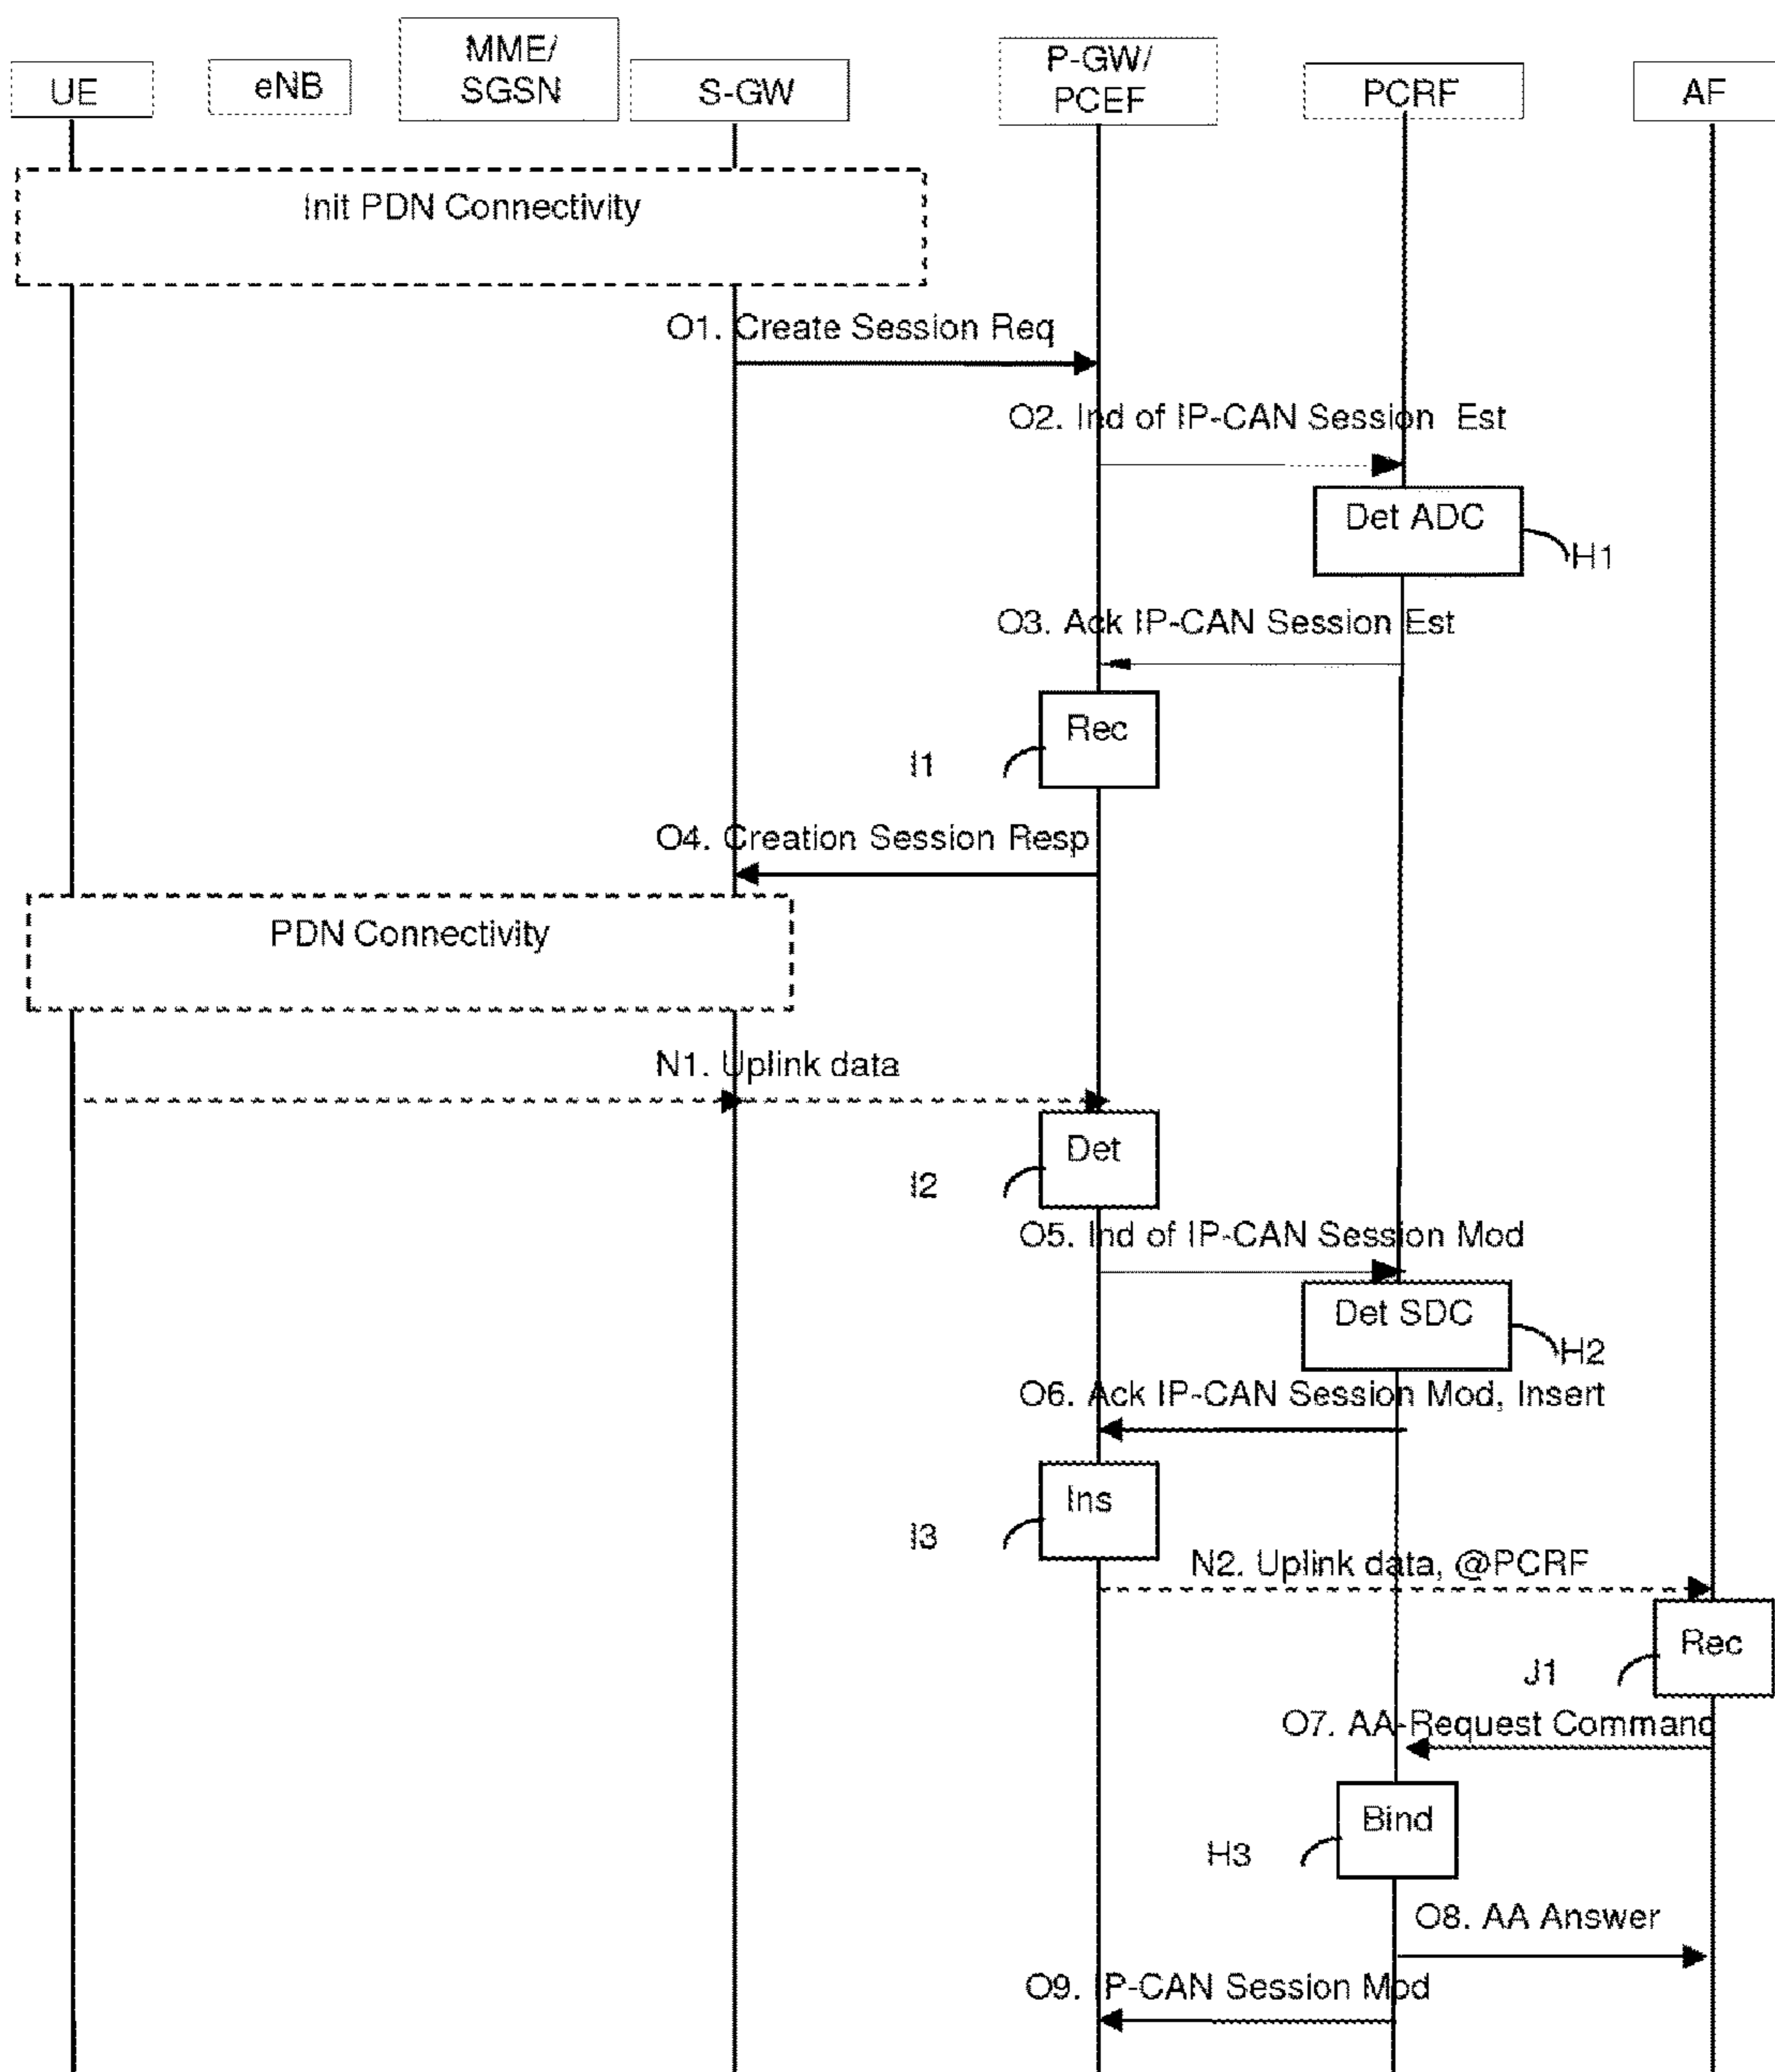 UE
eNB
MME/
SGSN
S-GW
P-GW/
PCEF
PCRF
AF
Init PDN Connectivity
O1. Create Session Req
O2. Ind of IP-CAN Session Est
Det ADC
H1
O3. Ack IP-CAN Session Est
Rec
I1
O4. Creation Session Resp
PDN Connectivity
N1. Uplink data
Det
I2
O5. Ind of IP-CAN Session Mod
Det SDC
H2
O6. Ack IP-CAN Session Mod, Insert
Ins
I3
N2. Uplink data, @PCRF
Rec
J1
O7. AA-Request Command
Bind
H3
O8. AA Answer
O9. IP-CAN Session Mod